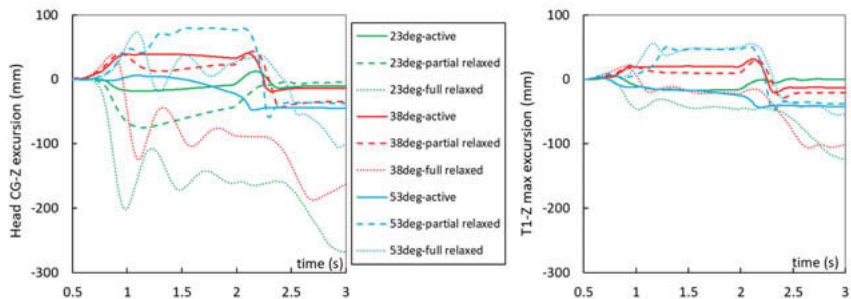 Head CG-Z excursion (mm)
100
0
-100
-200
-300
0.5 1 1.5 2 2.5 3
time (s)
23deg-active
23deg-partial relaxed
23deg-full relaxed
38deg-active
38deg-partial relaxed
38deg-full relaxed
53deg-active
53deg-partial relaxed
53deg-full relaxed
T1-Z max excursion (mm)
100
0
-100
-200
-300
0.5 1 1.5 2 2.5 3
time (s)